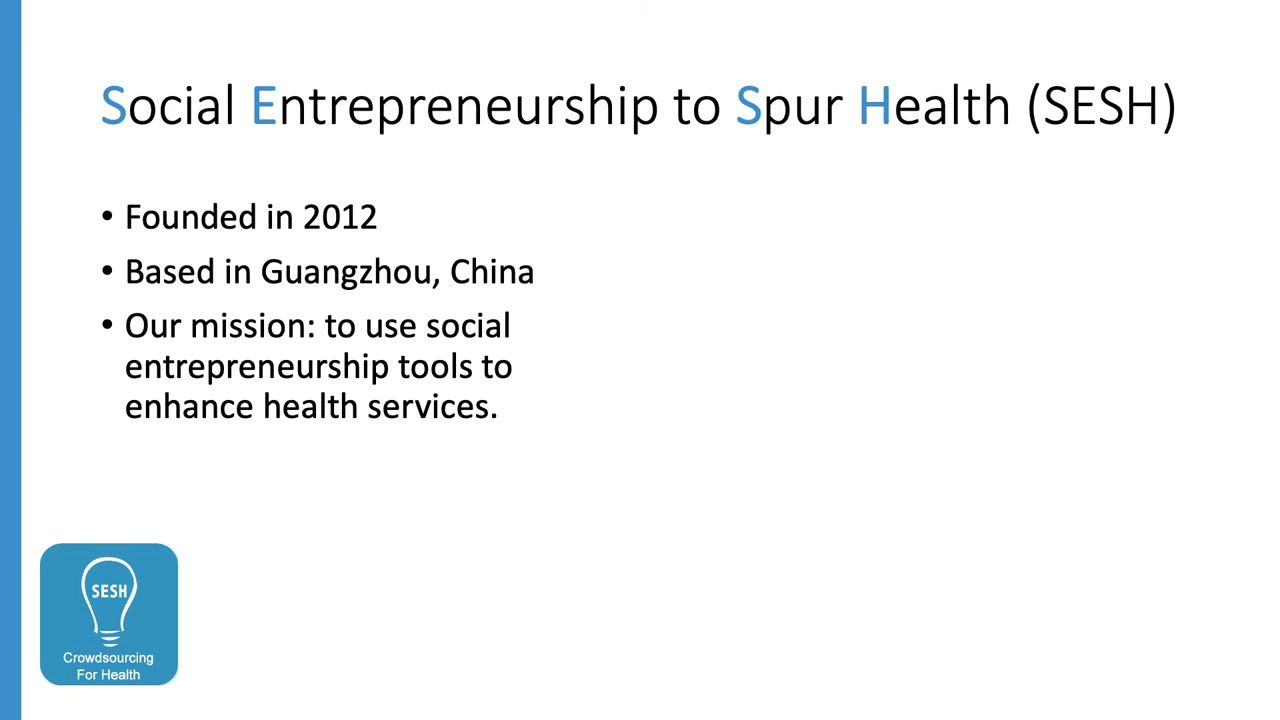 Social Entrepreneurship to Spur Health (SESH)
• Founded in 2012
• Based in Guangzhou, China
• Our mission: to use social
entrepreneurship tools to
enhance health services.
SESH
Crowdsourcing
For Health